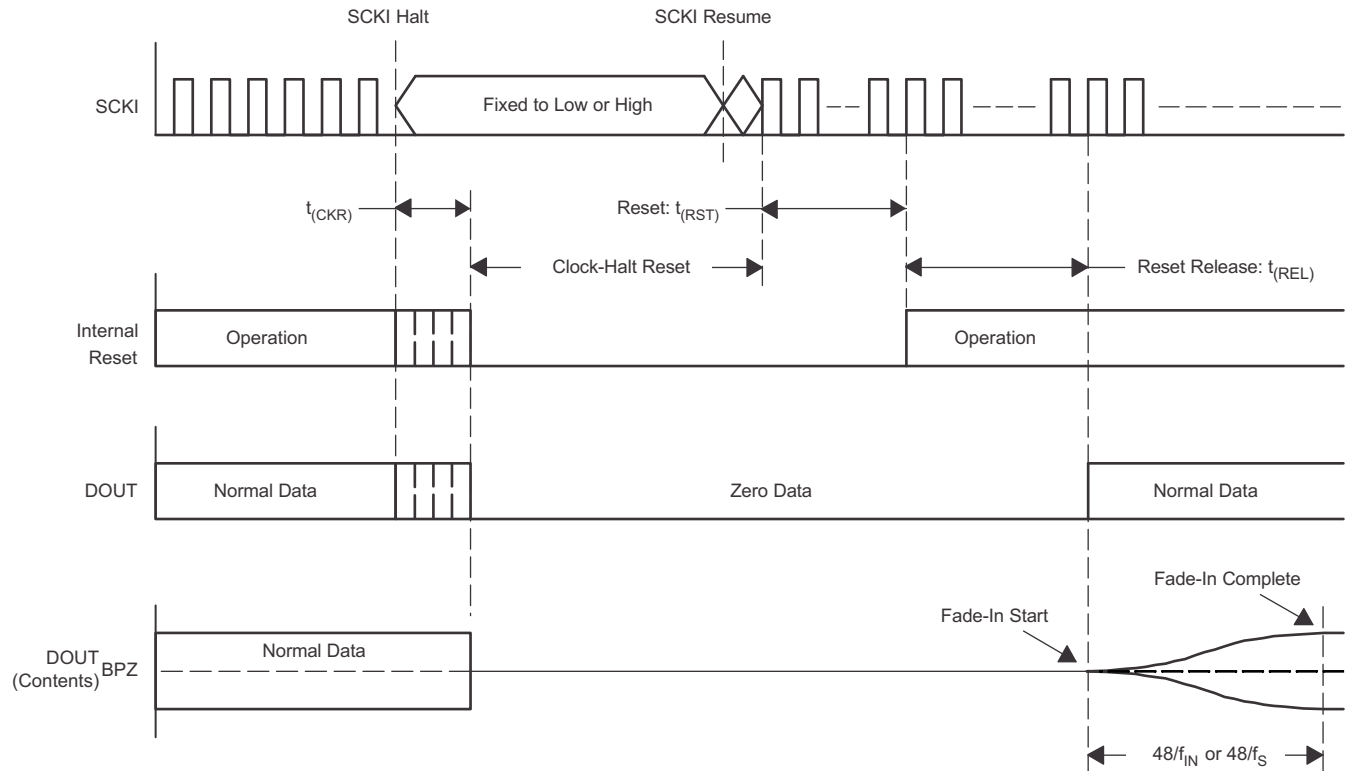 SCKI Halt
SCKI Resume
SCKI
Fixed to Low or High
t(CKR)
Reset: t(RST)
Clock-Halt Reset
Reset Release: t(REL)
Internal
Reset
Operation
Operation
DOUT
Normal Data
Zero Data
Normal Data
Fade-In Complete
Fade-In Start
DOUT
(Contents)
BPZ
Normal Data
48/fIN or 48/fS